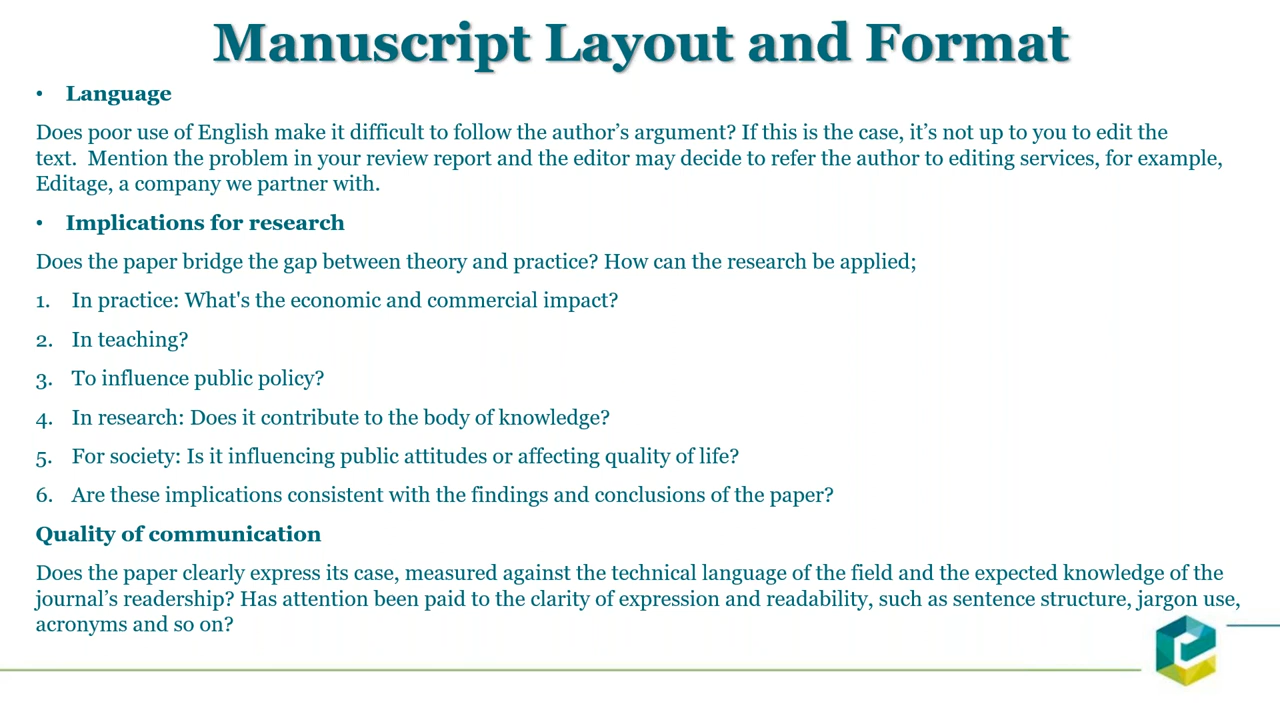 Manuscript Layout and Format
• Language
Does poor use of English make it difficult to follow the author’s argument? If this is the case, it’s not up to you to edit the
text.  Mention the problem in your review report and the editor may decide to refer the author to editing services, for example,
Editage, a company we partner with.
• Implications for research
Does the paper bridge the gap between theory and practice? How can the research be applied;
1. In practice: What's the economic and commercial impact?
2. In teaching?
3. To influence public policy?
4. In research: Does it contribute to the body of knowledge?
5. For society: Is it influencing public attitudes or affecting quality of life?
6. Are these implications consistent with the findings and conclusions of the paper?
Quality of communication
Does the paper clearly express its case, measured against the technical language of the field and the expected knowledge of the
journal’s readership? Has attention been paid to the clarity of expression and readability, such as sentence structure, jargon use,
acronyms and so on?